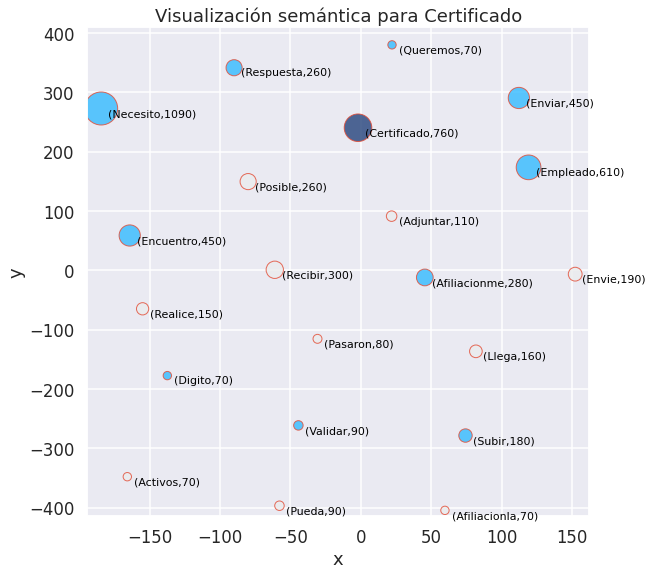 Visualización semántica para Certificado
400
(Queremos,70)
(Respuesta,260)
300
(Necesito,1090)
(Enviar,450)
(Certificado,760)
200
(Empleado,610)
(Posible,260)
100
(Adjuntar,110)
(Encuentro,450)
y
0
(Recibir,300)
(Afiliacionme,280)
(Envie,190)
(Realice,150)
−100
(Pasaron,80)
(Llega,160)
(Digito,70)
−200
(Validar,90)
(Subir,180)
−300
(Activos,70)
−400
(Pueda,90)
(Afiliacionla,70)
−150
−100
−50
0
50
100
150
x